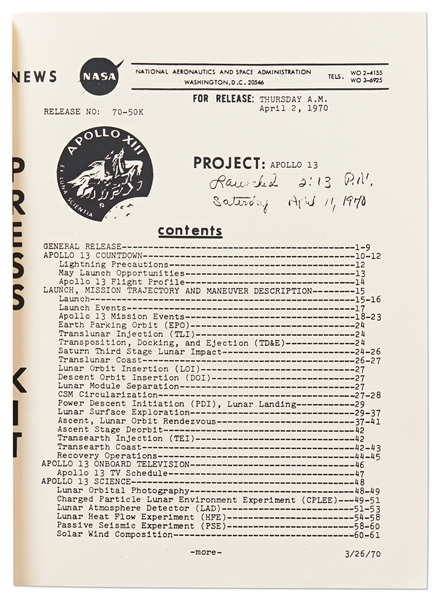 NEWS
NASA
NATIONAL AERONAUTICS AND SPACE ADMINISTRATION
WASHINGTON, D.C. 20546
TELS. WO 2-4155
WO 3-6925
FOR RELEASE: THURSDAY A.M.
April 2, 1970
RELEASE NO: 70-50K
APOLLO XIII
EX LUNA, SCIENTIA
PROJECT: APOLLO 13
Launched 2:13 P.M.
Saturday April 11, 1970
PRESS KIT
contents
GENERAL RELEASE----1-9
APOLLO 13 COUNTDOWN----10-12
Lightning Precautions----12
May Launch Opportunities----13
Apollo 13 Flight Profile----14
LAUNCH, MISSION TRAJECTORY AND MANEUVER DESCRIPTION----15
Launch----15-16
Launch Events----17
Apollo 13 Mission Events----18-23
Earth Parking Orbit (EPO)----24
Translunar Injection (TLI)----24
Transposition, Docking, and Ejection (TD&E)----24
Saturn Third Stage Lunar Impact----24-26
Translunar Coast----26-27
Lunar Orbit Insertion (LOI)----27
Descent Orbit Insertion (DOI)----27
Lunar Module Separation----27
CSM Circularization----27-28
Power Descent Initiation (PDI), Lunar Landing----29
Lunar Surface Exploration----29-37
Ascent, Lunar Orbit Rendezvous----37-41
Ascent Stage Deorbit----42
Transearth Injection (TEI)----42
Transearth Coast----42-43
Recovery Operations----44-45
APOLLO 13 ONBOARD TELEVISION----46
Apollo 13 TV Schedule----47
APOLLO 13 SCIENCE----48
Lunar Orbital Photography----48-49
Charged Particle Lunar Environment Experiment (CPLEE)---49-51
Lunar Atmosphere Detector (LAD)----51-53
Lunar Heat Flow Experiment (HFE)----54-58
Passive Seismic Experiment (PSE)----58-60
Solar Wind Composition----60-61
-more-
3/26/70